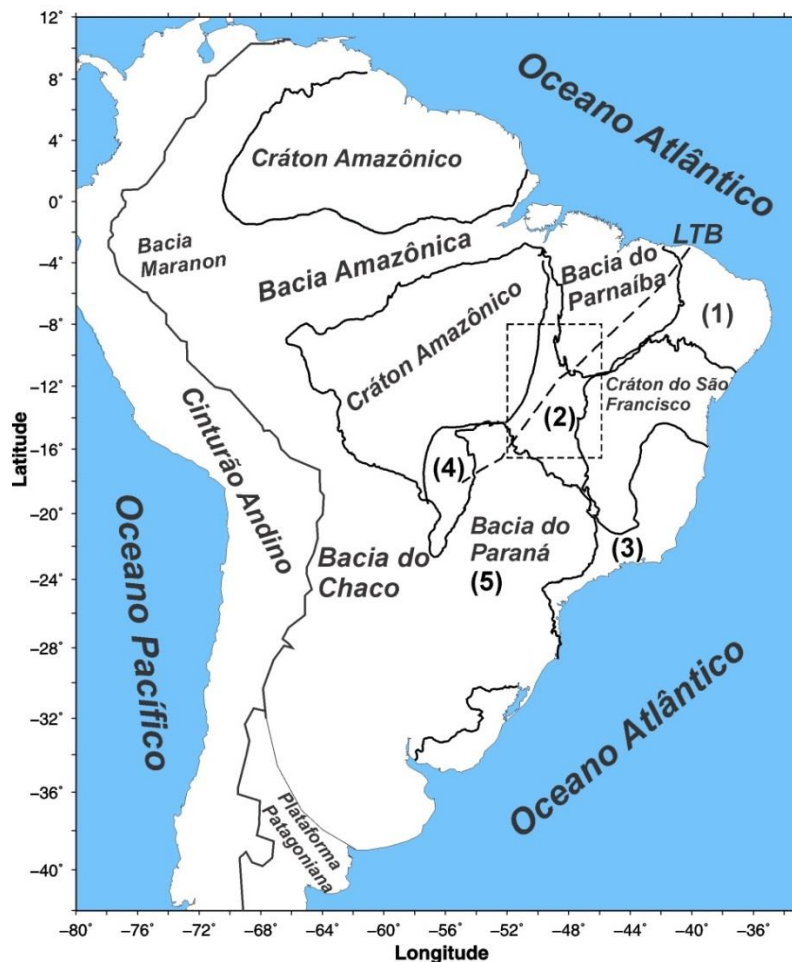 12°
8°
4°
0°
−4°
−8°
−12°
−16°
−20°
−24°
−28°
−32°
−36°
−40°
Latitude
−80
−76
−72
−68
−64
−60
−56
−52
−48
−44
−40
−36
Longitude
Oceano Atlântico
Cráton Amazônico
Bacia
Maranon
Bacia Amazônica
LTB
Bacia do
Parnaíba
(1)
Cráton Amazônico
Cráton do São
Francisco
(2)
Cinturão Andino
(4)
Oceano Pacífico
Bacia do
Paraná
(3)
(5)
Bacia do
Chaco
Oceano Atlântico
Plataforma
Patagoniana